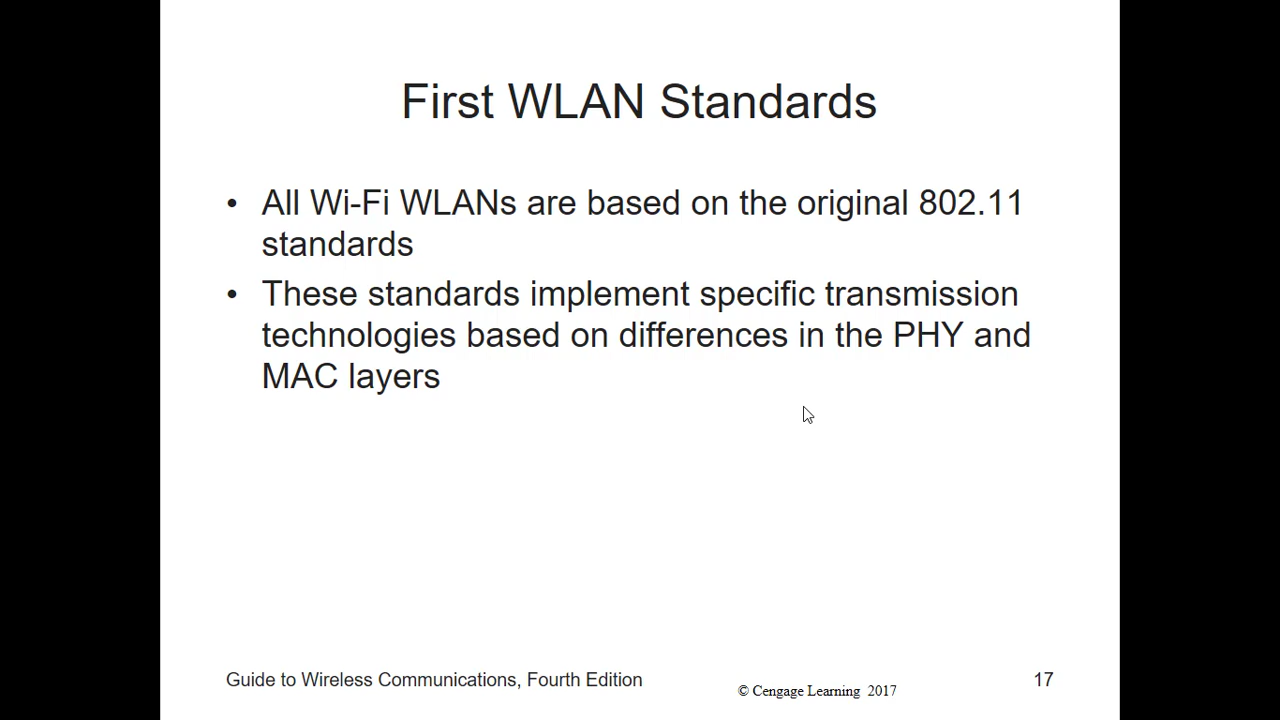 First WLAN Standards
• All Wi-Fi WLANs are based on the original 802.11
standards
• These standards implement specific transmission
technologies based on differences in the PHY and
MAC layers
Guide to Wireless Communications, Fourth Edition
© Cengage Learning 2017
17